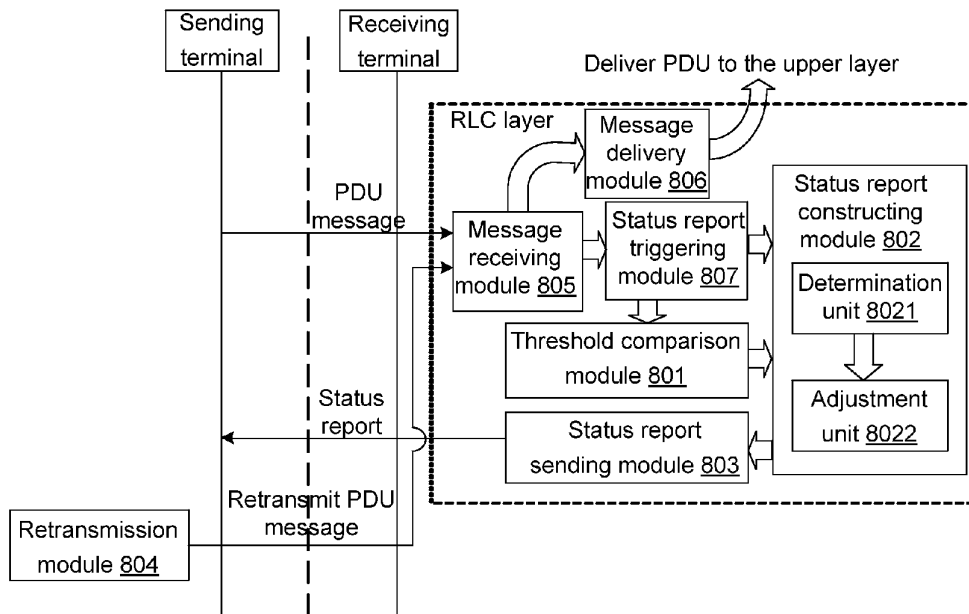 Sending
terminal
Receiving
terminal
Deliver PDU to the upper layer
RLC layer
Message
delivery
module 806
PDU
message
Message
receiving
module 805
Status report
triggering
module 807
Status report
constructing
module 802
Determination
unit 8021
Threshold comparison
module 801
Adjustment
unit 8022
Status
report
Status report
sending module 803
Retransmit PDU
message
Retransmission
module 804